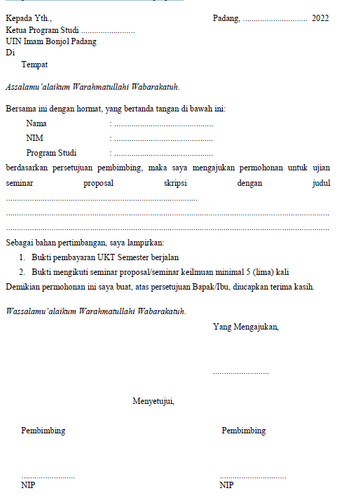 Kepada Yth., Padang, ................................ 2022
Ketua Program Studi ........................
UIN Imam Bonjol Padang
Di
Tempat
Assalamu'alaikum Warahmatullahi Wabarakatuh.
Bersama ini dengan hormat, yang bertanda tangan di bawah ini:
Nama : .............................................
NIM : .............................................
Program Studi : .............................................
berdasarkan persetujuan pembimbing, maka saya mengajukan permohonan untuk ujian
seminar proposal skripsi dengan judul
......................................................................................
..................................................................................................................................................
..................................................................................................................................................
Sebagai bahan pertimbangan, saya lampirkan:
1. Bukti pembayaran UKT Semester berjalan
2. Bukti mengikuti seminar proposal/seminar keilmuan minimal 5 (lima) kali
Demikian permohonan ini saya buat, atas persetujuan Bapak/Ibu, diucapkan terima kasih.
Wassalamu'alaikum Warahmatullahi Wabarakatuh.
Yang Mengajukan,
.........................
Menyetujui,
Pembimbing Pembimbing
........................ ..............................
NIP NIP